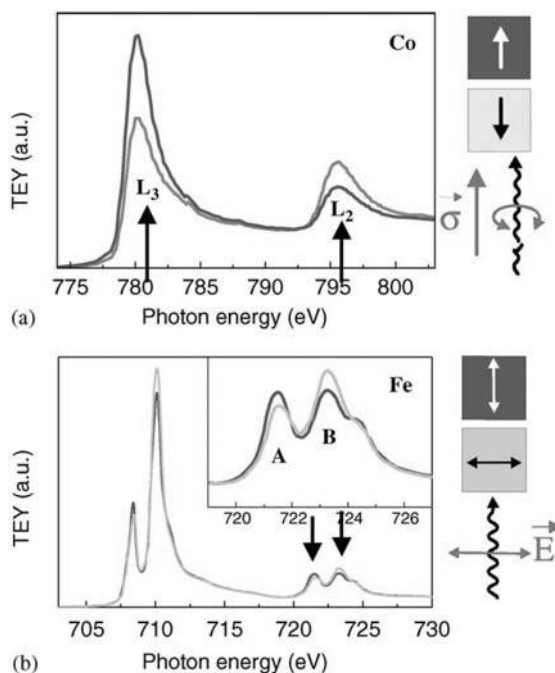 Co
TEY (a.u.)
L3
L2
σ
775 780 785 790 795 800
(a) Photon energy (eV)
Fe
A B
720 722 724 726
TEY (a.u.)
E
705 710 715 720 725 730
(b) Photon energy (eV)